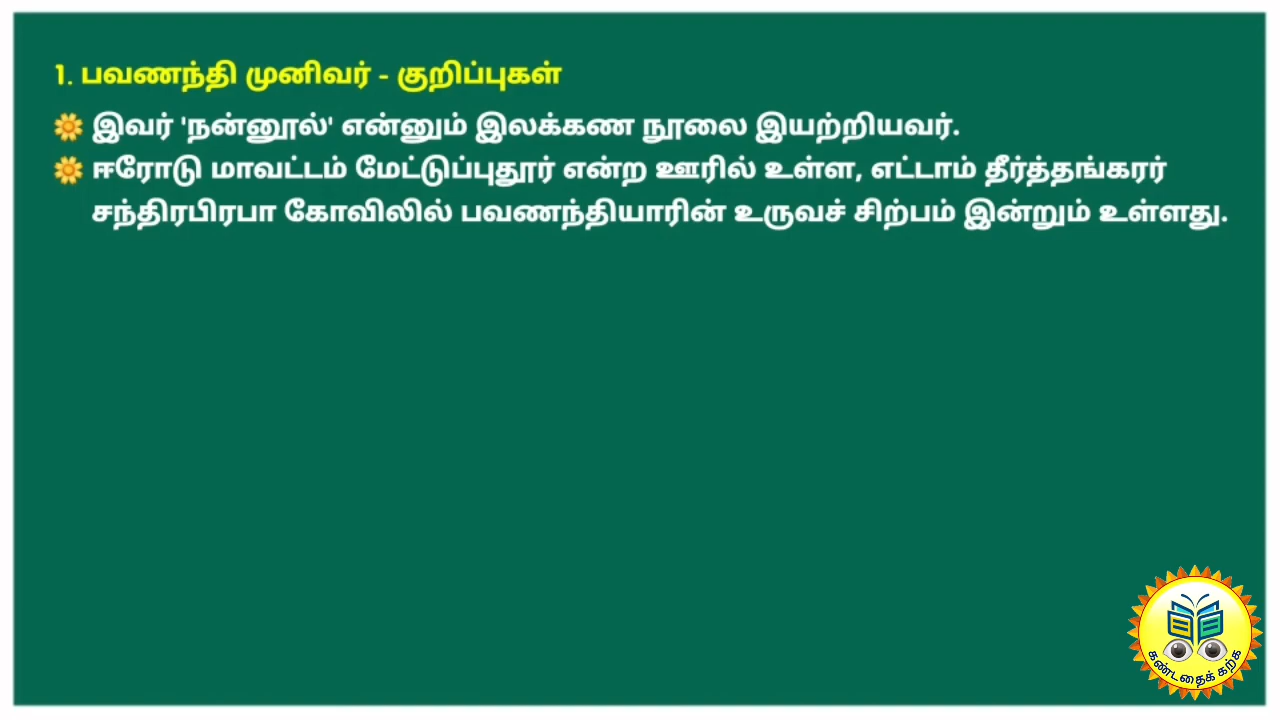 1. பவணந்தி முனிவர் - குறிப்புகள்
இவர் 'நன்னூல்' என்னும் இலக்கண நூலை இயற்றியவர்.
ஈரோடு மாவட்டம் மேட்டுப்புதூர் என்ற ஊரில் உள்ள, எட்டாம் தீர்த்தங்கரர்
சந்திரபிரபா கோவிலில் பவணந்தியாரின் உருவச் சிற்பம் இன்றும் உள்ளது.
கண்டதைக் கற்க